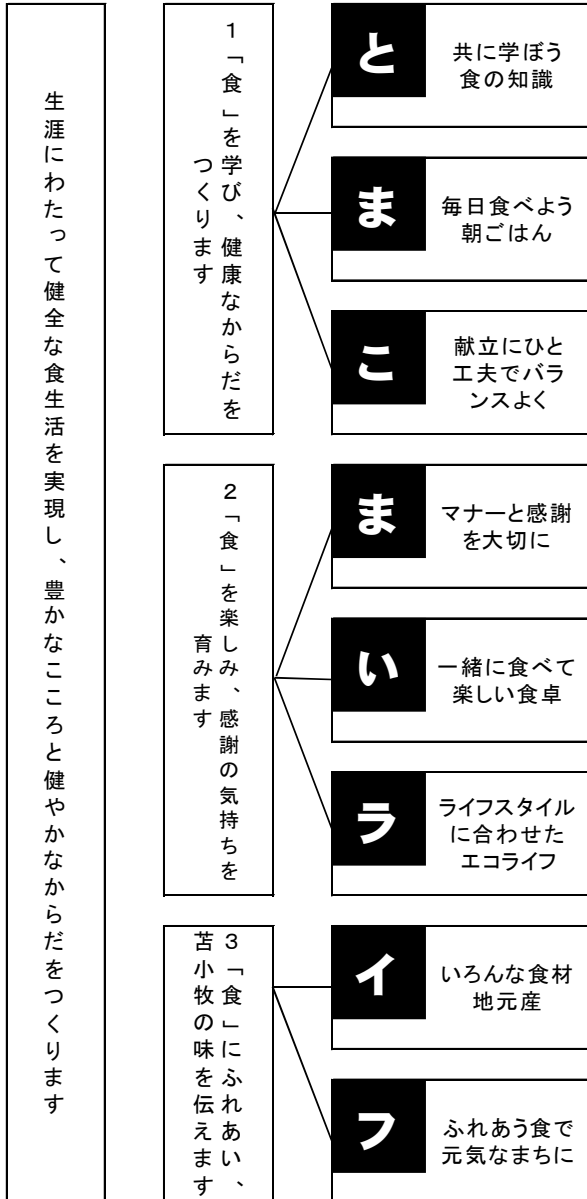 生涯にわたって健全な食生活を実現し、豊かなこころと健やかなからだをつくります
1「食」を学び、健康なからだを
つくります
と
共に学ぼう
食の知識
ま
毎日食べよう
朝ごはん
こ
献立にひと
工夫でバラ
ンスよく
2「食」を楽しみ、感謝の気持ちを
育みます
ま
マナーと感謝
を大切に
い
一緒に食べて
楽しい食卓
ラ
ライフスタイル
に合わせた
エコライフ
3「食」にふれあい、
苫小牧の味を伝えます
イ
いろんな食材
地元産
フ
ふれあう食で
元気なまちに